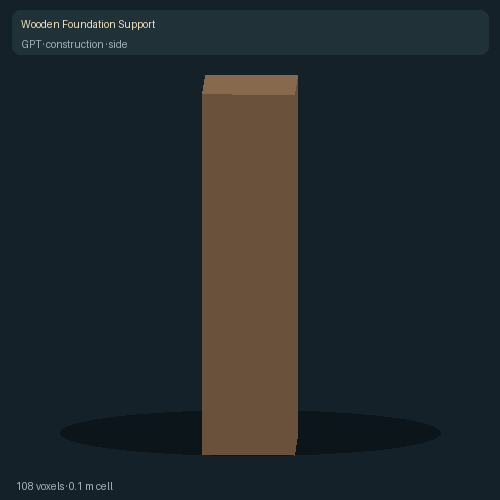 Wooden Foundation Support
GPT·construction·side
108 voxels·0.1 m cell